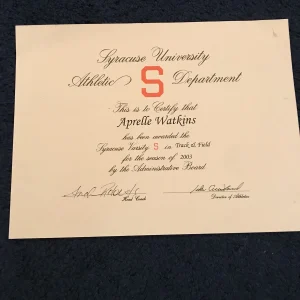 Syracuse University
Athletic S Department
This is to Certify that
Aprelle Watkins
has been awarded the
Syracuse Varsity S in Track & Field
for the season of 2003
by the Administrative Board
Head Coach
Director of Athletics